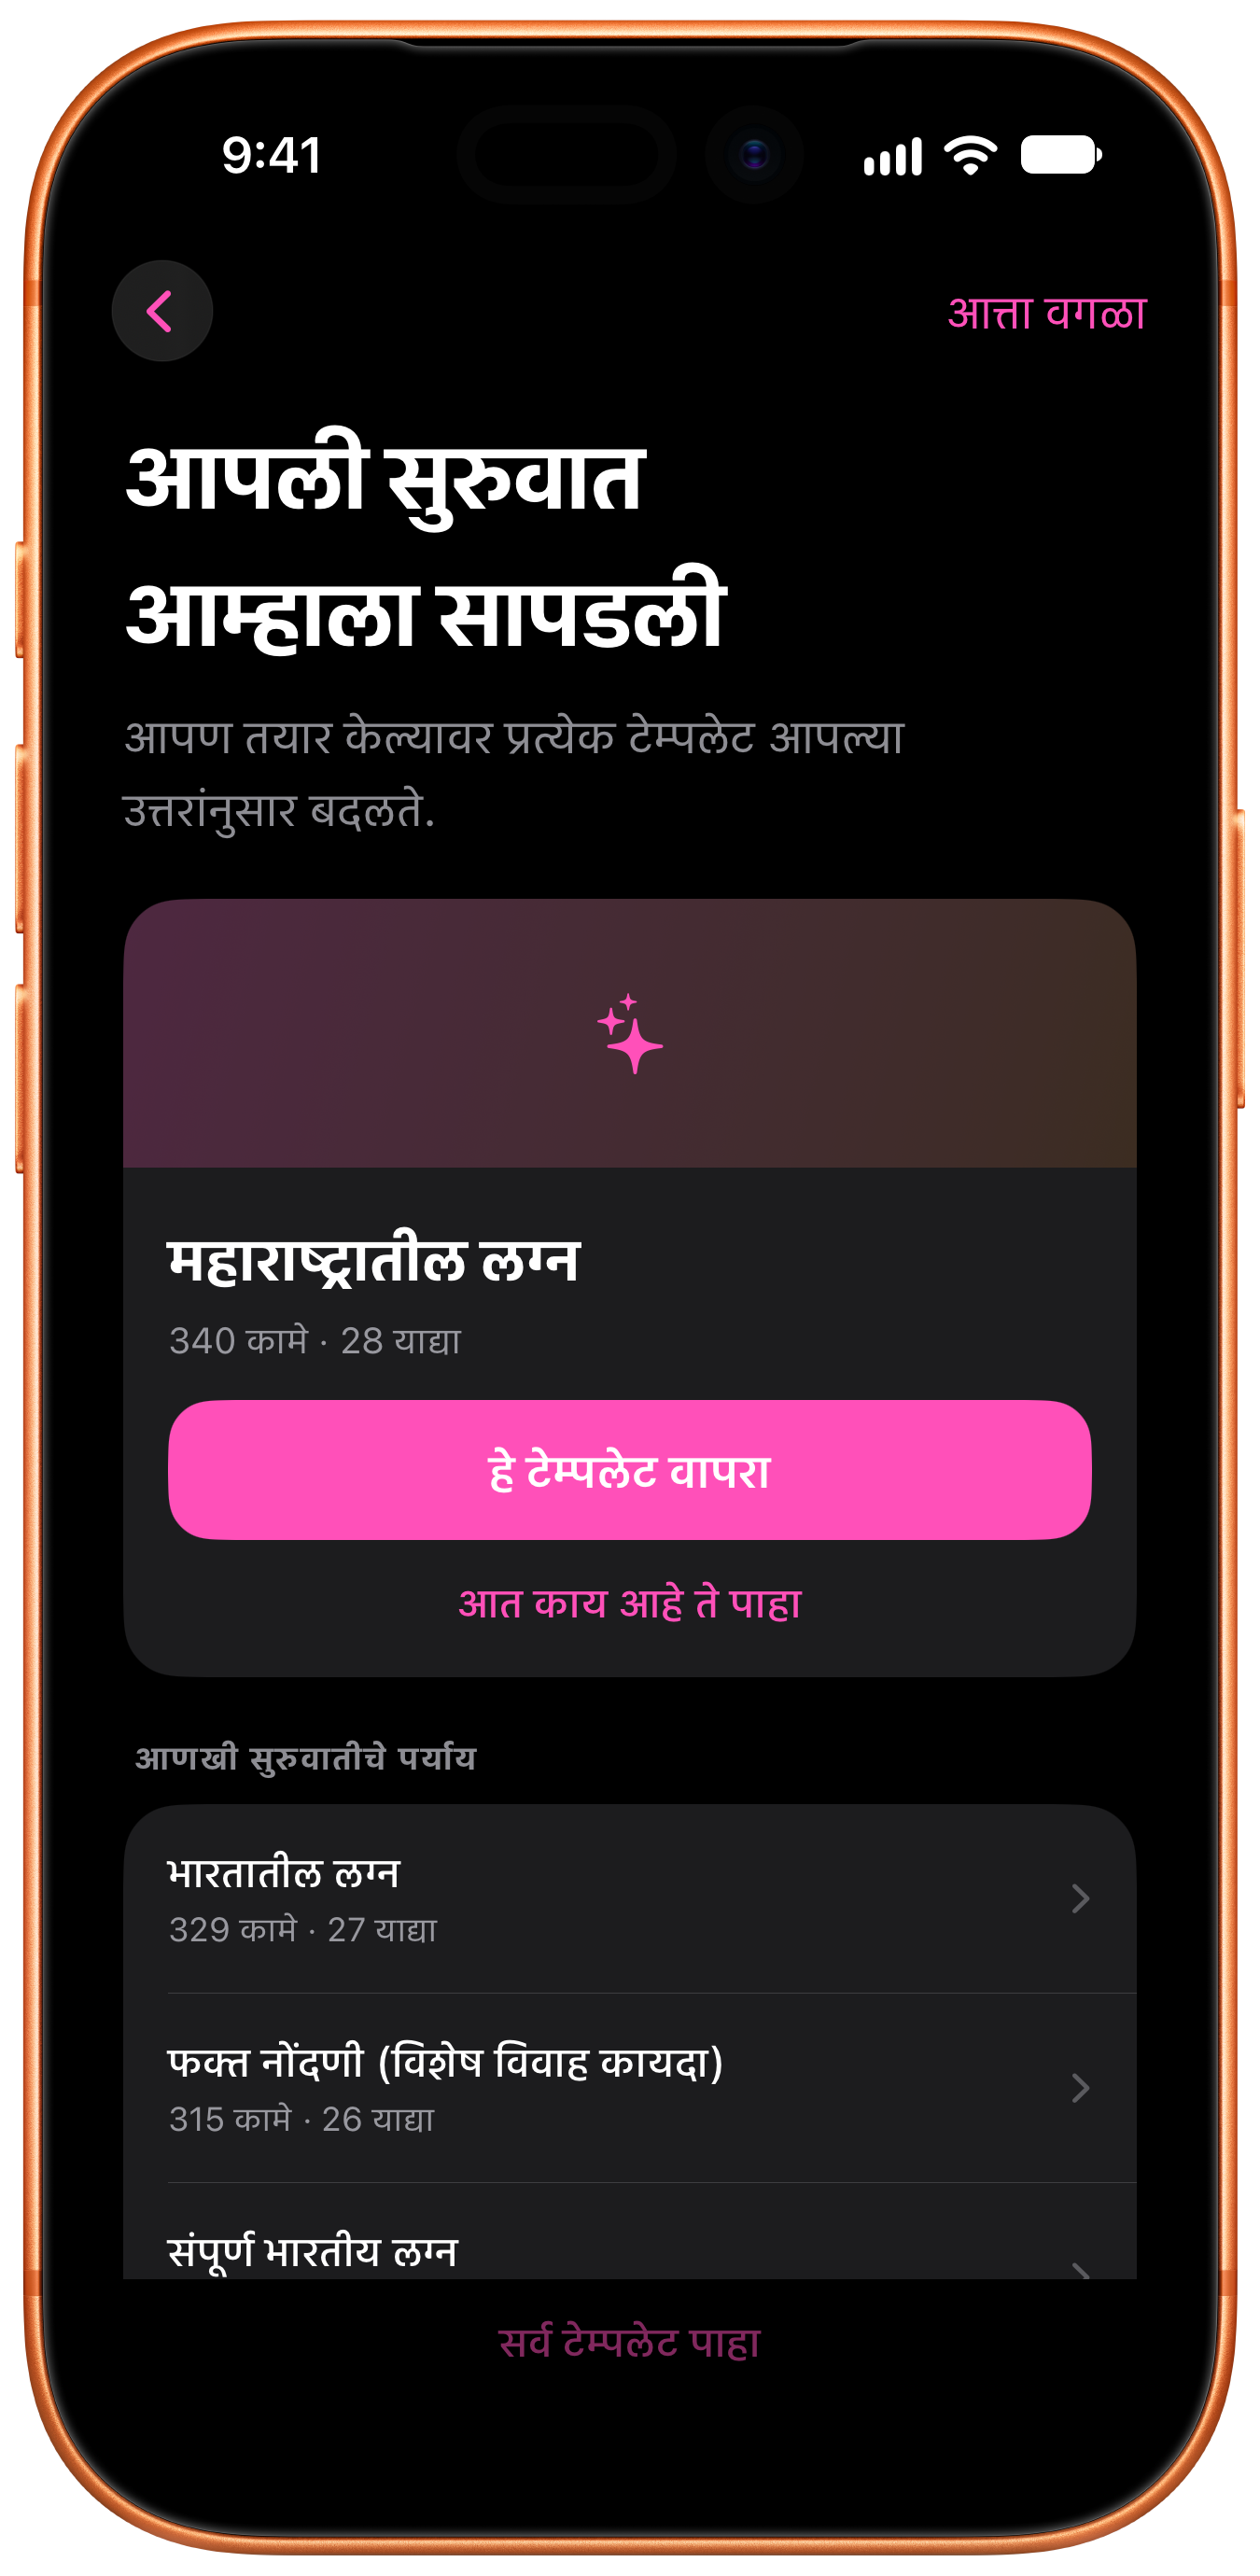 9:41
आत्ता वगळा
आपली सुरुवात
आम्हाला सापडली
आपण तयार केल्यावर प्रत्येक टेम्पलेट आपल्या
उत्तरांनुसार बदलते.
महाराष्ट्रातील लग्न
340 कामे · 28 याद्या
हे टेम्पलेट वापरा
आत काय आहे ते पाहा
आणखी सुरुवातीचे पर्याय
भारतातील लग्न
329 कामे · 27 याद्या
फक्त नोंदणी (विशेष विवाह कायदा)
315 कामे · 26 याद्या
संपूर्ण भारतीय लग्न
सर्व टेम्पलेट पाहा